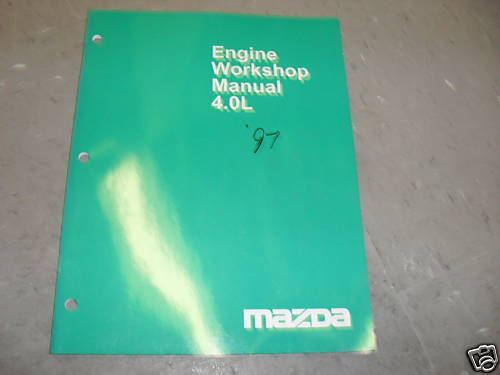 Engine
Workshop
Manual
4.0L
'97
mazda